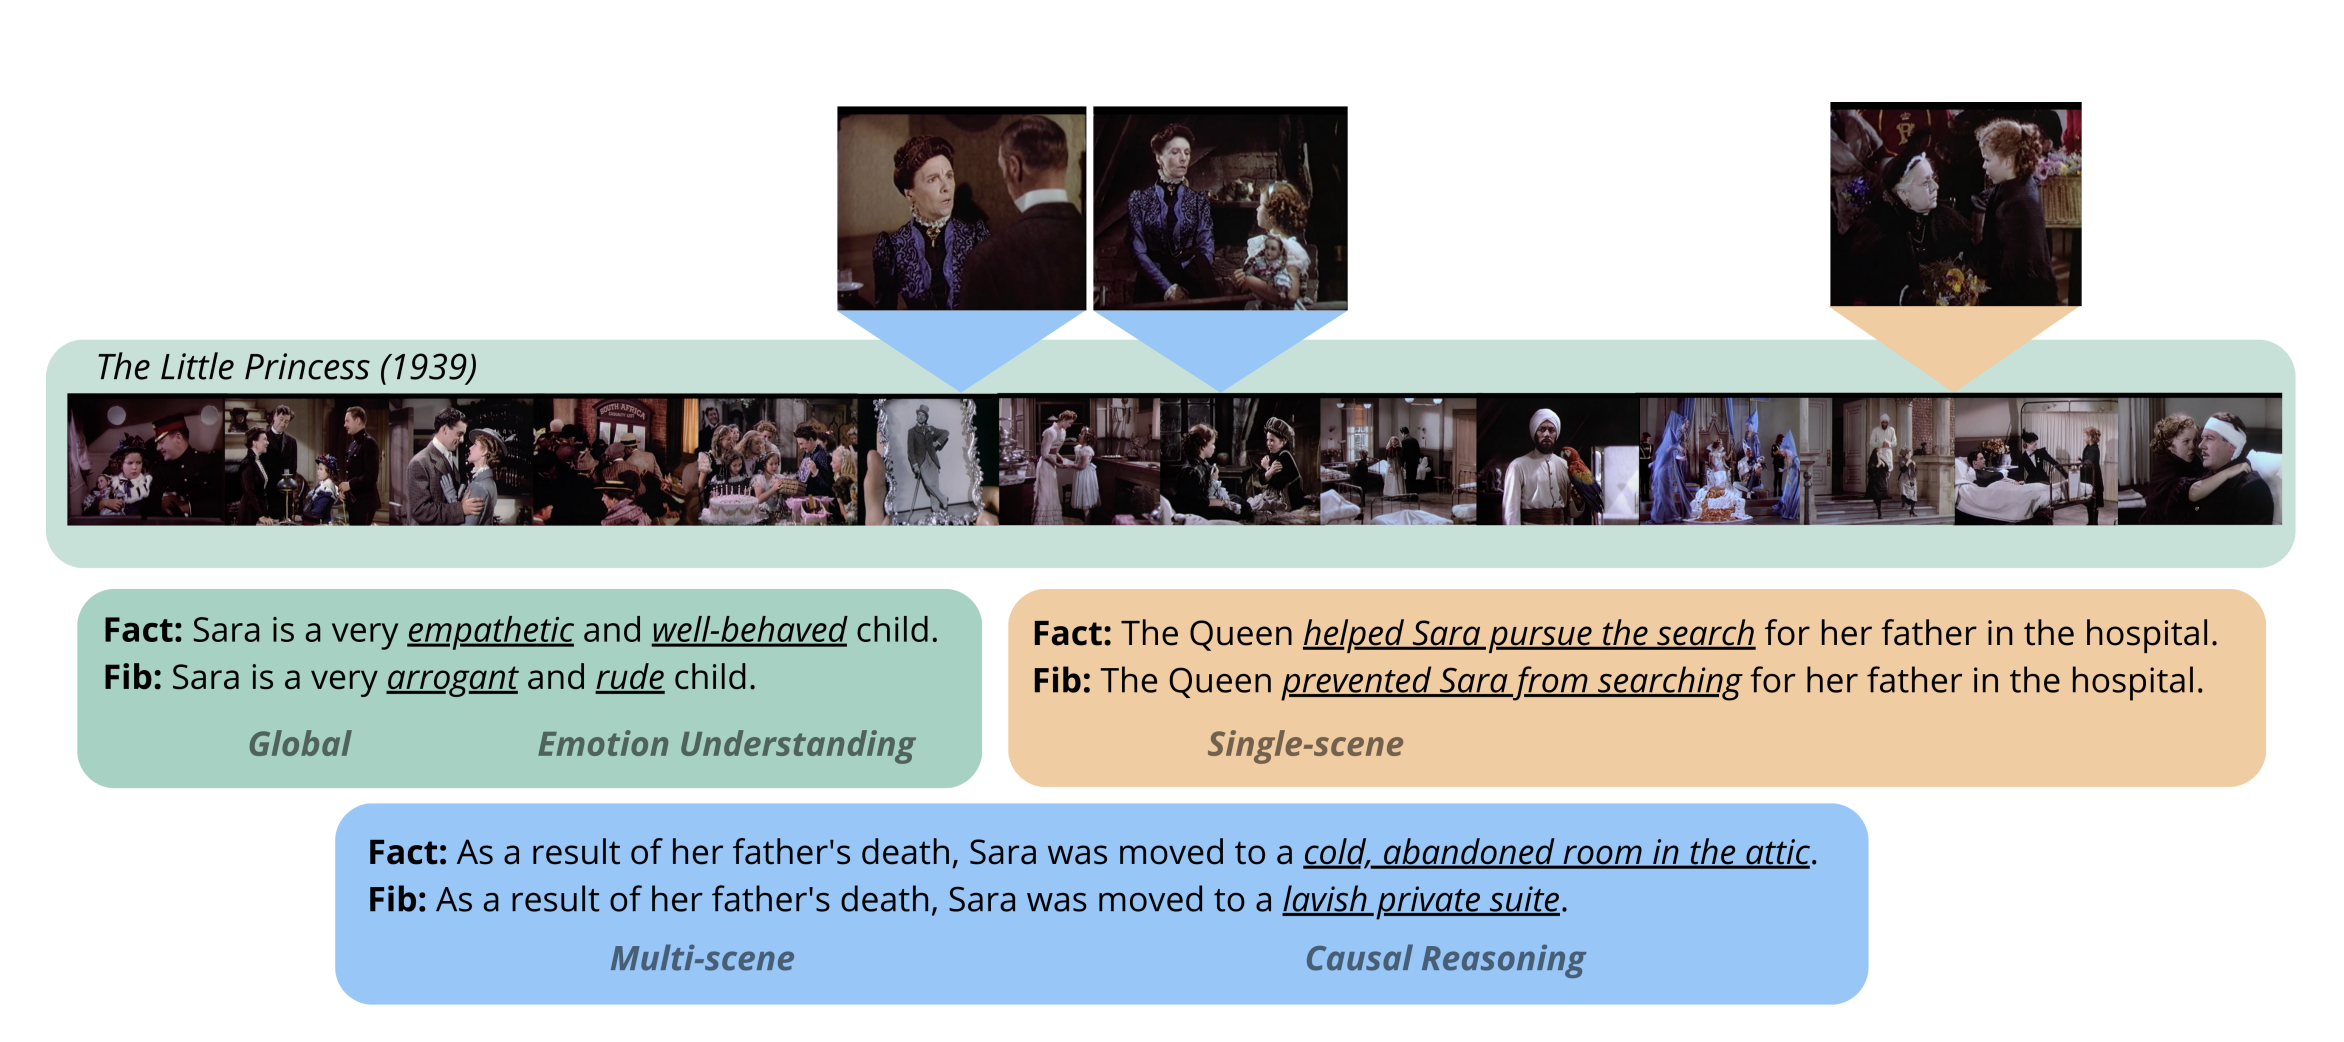 The Little Princess (1939)
SOUTH AFRICA
CASUALTY LIST
Fact: Sara is a very empathetic and well-behaved child.
Fib: Sara is a very arrogant and rude child.
Global
Emotion Understanding
Fact: The Queen helped Sara pursue the search for her father in the hospital.
Fib: The Queen prevented Sara from searching for her father in the hospital.
Single-scene
Fact: As a result of her father's death, Sara was moved to a cold, abandoned room in the attic.
Fib: As a result of her father's death, Sara was moved to a lavish private suite.
Multi-scene
Causal Reasoning